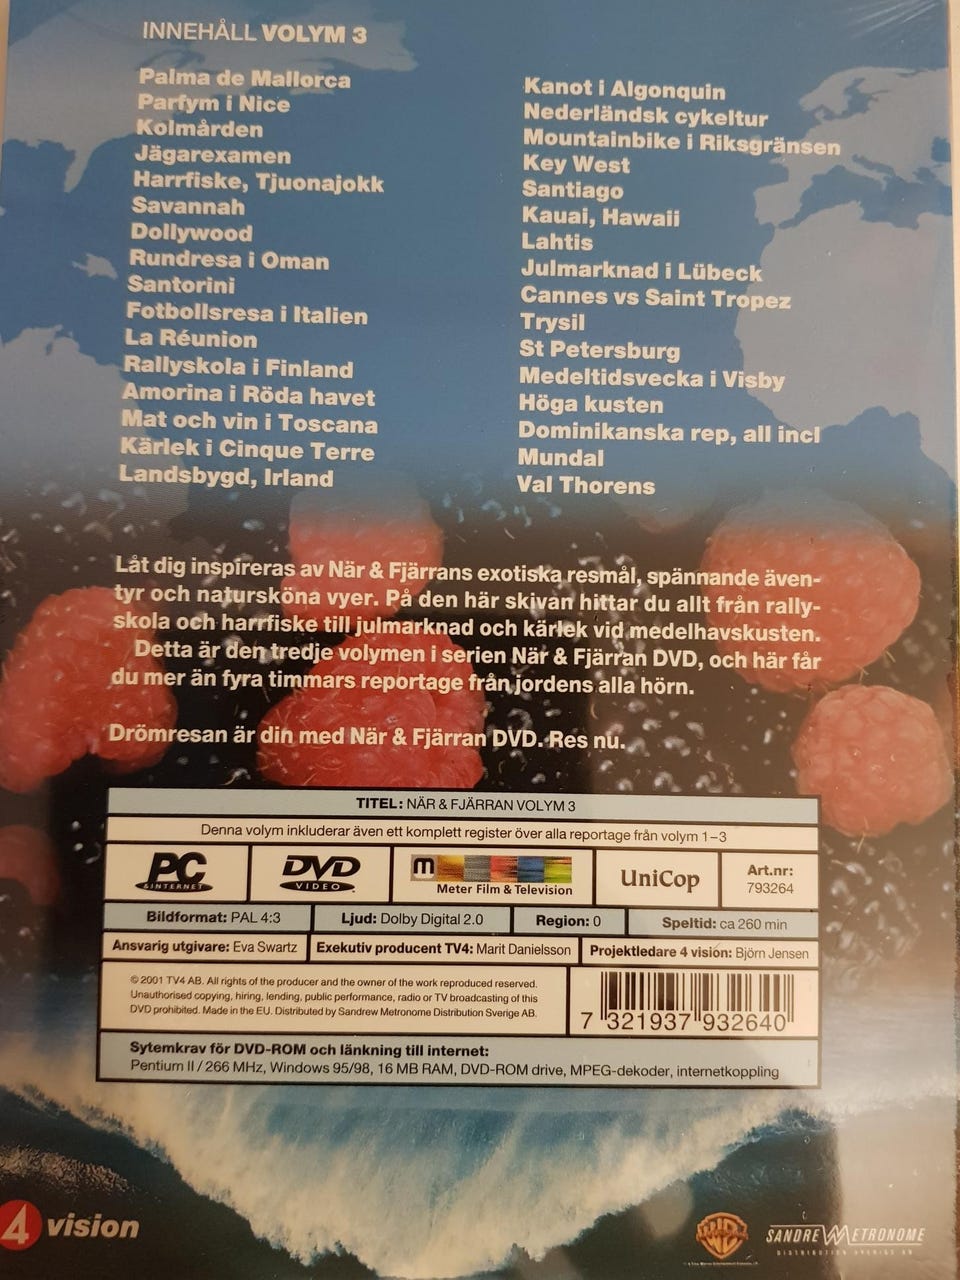 INNEHÅLL VOLYM 3
Palma de Mallorca
Parfym i Nice
Kolmården
Jägarexamen
Harrfiske, Tjuonajokk
Savannah
Dollywood
Rundresa i Oman
Santorini
Fotbollsresa i Italien
La Réunion
Rallyskola i Finland
Amorina i Röda havet
Mat och vin i Toscana
Kärlek i Cinque Terre
Landsbygd, Irland
Kanot i Algonquin
Nederländsk cykeltur
Mountainbike i Riksgränsen
Key West
Santiago
Kauai, Hawaii
Lahtis
Julmarknad i Lübeck
Cannes vs Saint Tropez
Trysil
St Petersburg
Medeltidsvecka i Visby
Höga kusten
Dominikanska rep, all incl
Mundal
Val Thorens
Låt dig inspireras av När & Fjärrans exotiska resmål, spännande även-
tyr och natursköna vyer. På den här skivan hittar du allt från rally-
skola och harrfiske till julmarknad och kärlek vid medelhavskusten.
Detta är den tredje volymen i serien När & Fjärran DVD, och här får
du mer än fyra timmars reportage från jordens alla hörn.
Drömresan är din med När & Fjärran DVD. Res nu.
TITEL: NÄR & FJÄRRAN VOLYM 3
Denna volym inkluderar även ett komplett register över alla reportage från volym 1–3
PC
& INTERNET
DVD
VIDEO
m
Meter Film & Television
UniCop
Art.nr:
793264
Bildformat: PAL 4:3
Ljud: Dolby Digital 2.0
Region: 0
Speltid: ca 260 min
Ansvarig utgivare: Eva Swartz
Exekutiv producent TV4: Marit Danielsson
Projektledare 4 vision: Björn Jensen
© 2001 TV4 AB. All rights of the producer and the owner of the work reproduced reserved.
Unauthorised copying, hiring, lending, public performance, radio or TV broadcasting of this
DVD prohibited. Made in the EU. Distributed by Sandrew Metronome Distribution Sverige AB.
7 321937 932640
Sytemkrav för DVD-ROM och länkning till internet:
Pentium II / 266 MHz, Windows 95/98, 16 MB RAM, DVD-ROM drive, MPEG-dekoder, internetkoppling
4 vision
WB
SANDREW METRONOME
DISTRIBUTION SVERIGE AB